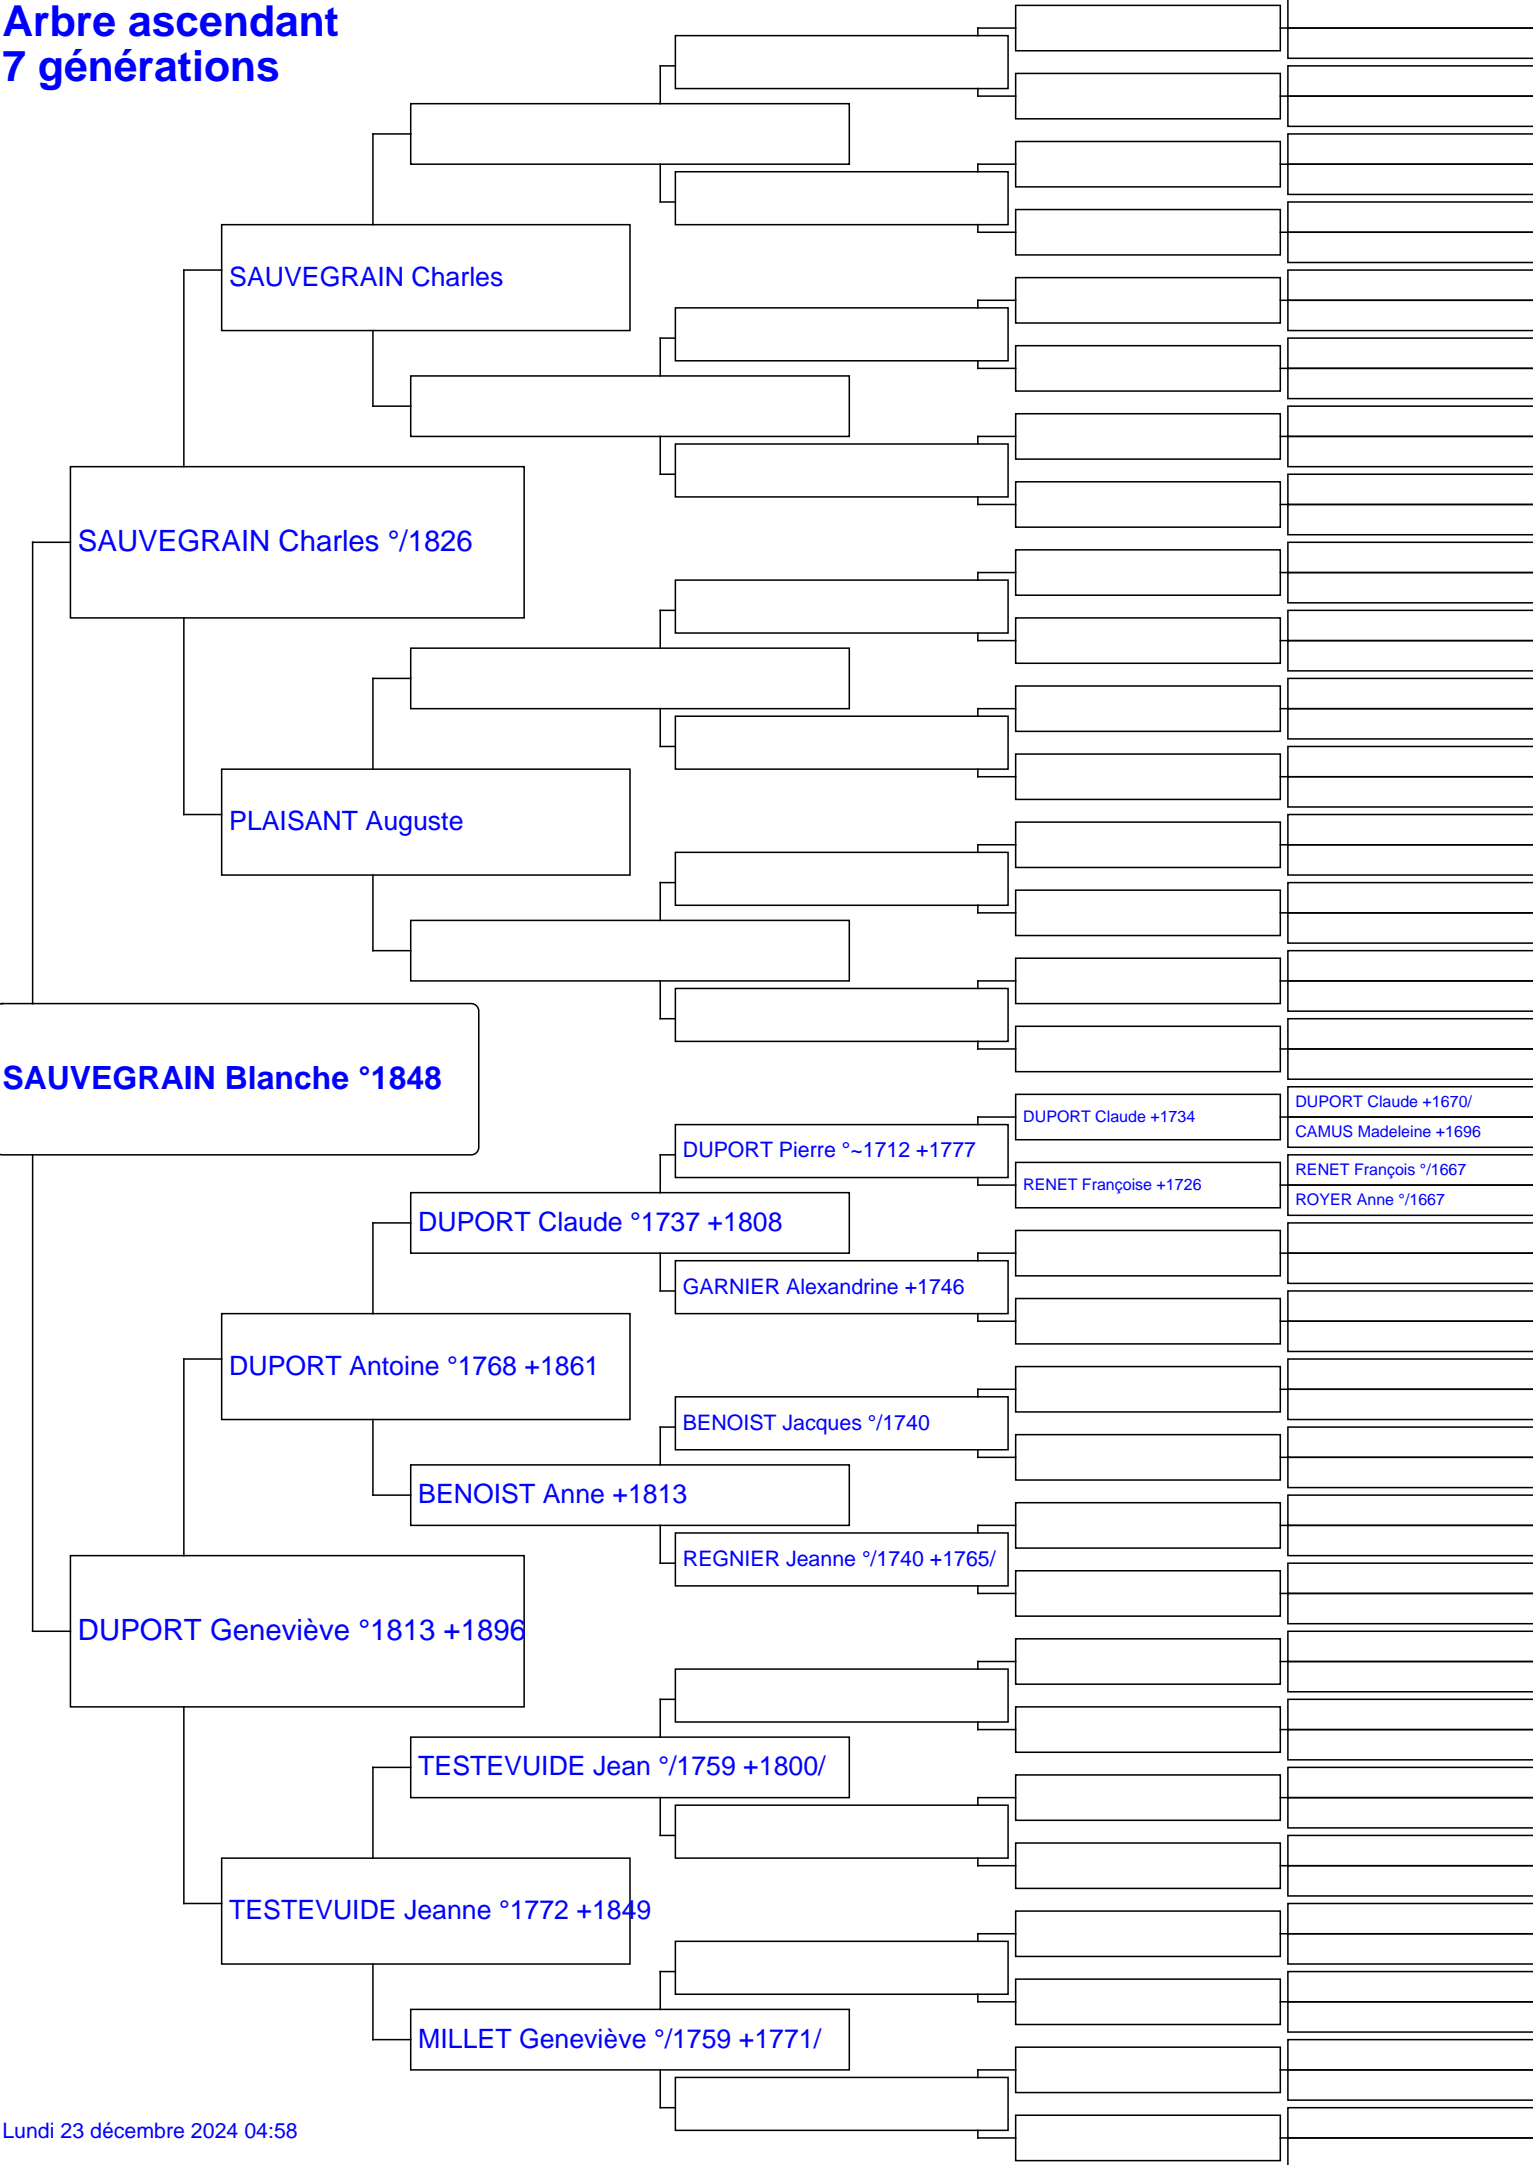 Arbre ascendant
7 générations
SAUVEGRAIN Charles
SAUVEGRAIN Charles °/1826
PLAISANT Auguste
SAUVEGRAIN Blanche °1848
DUPORT Claude +1670/
DUPORT Claude +1734
CAMUS Madeleine +1696
DUPORT Pierre °~1712 +1777
RENET François °/1667
RENET Françoise +1726
ROYER Anne °/1667
DUPORT Claude °1737 +1808
GARNIER Alexandrine +1746
DUPORT Antoine °1768 +1861
BENOIST Jacques °/1740
BENOIST Anne +1813
REGNIER Jeanne °/1740 +1765/
DUPORT Geneviève °1813 +1896
TESTEVUIDE Jean °/1759 +1800/
TESTEVUIDE Jeanne °1772 +1849
MILLET Geneviève °/1759 +1771/
Lundi 23 décembre 2024 04:58